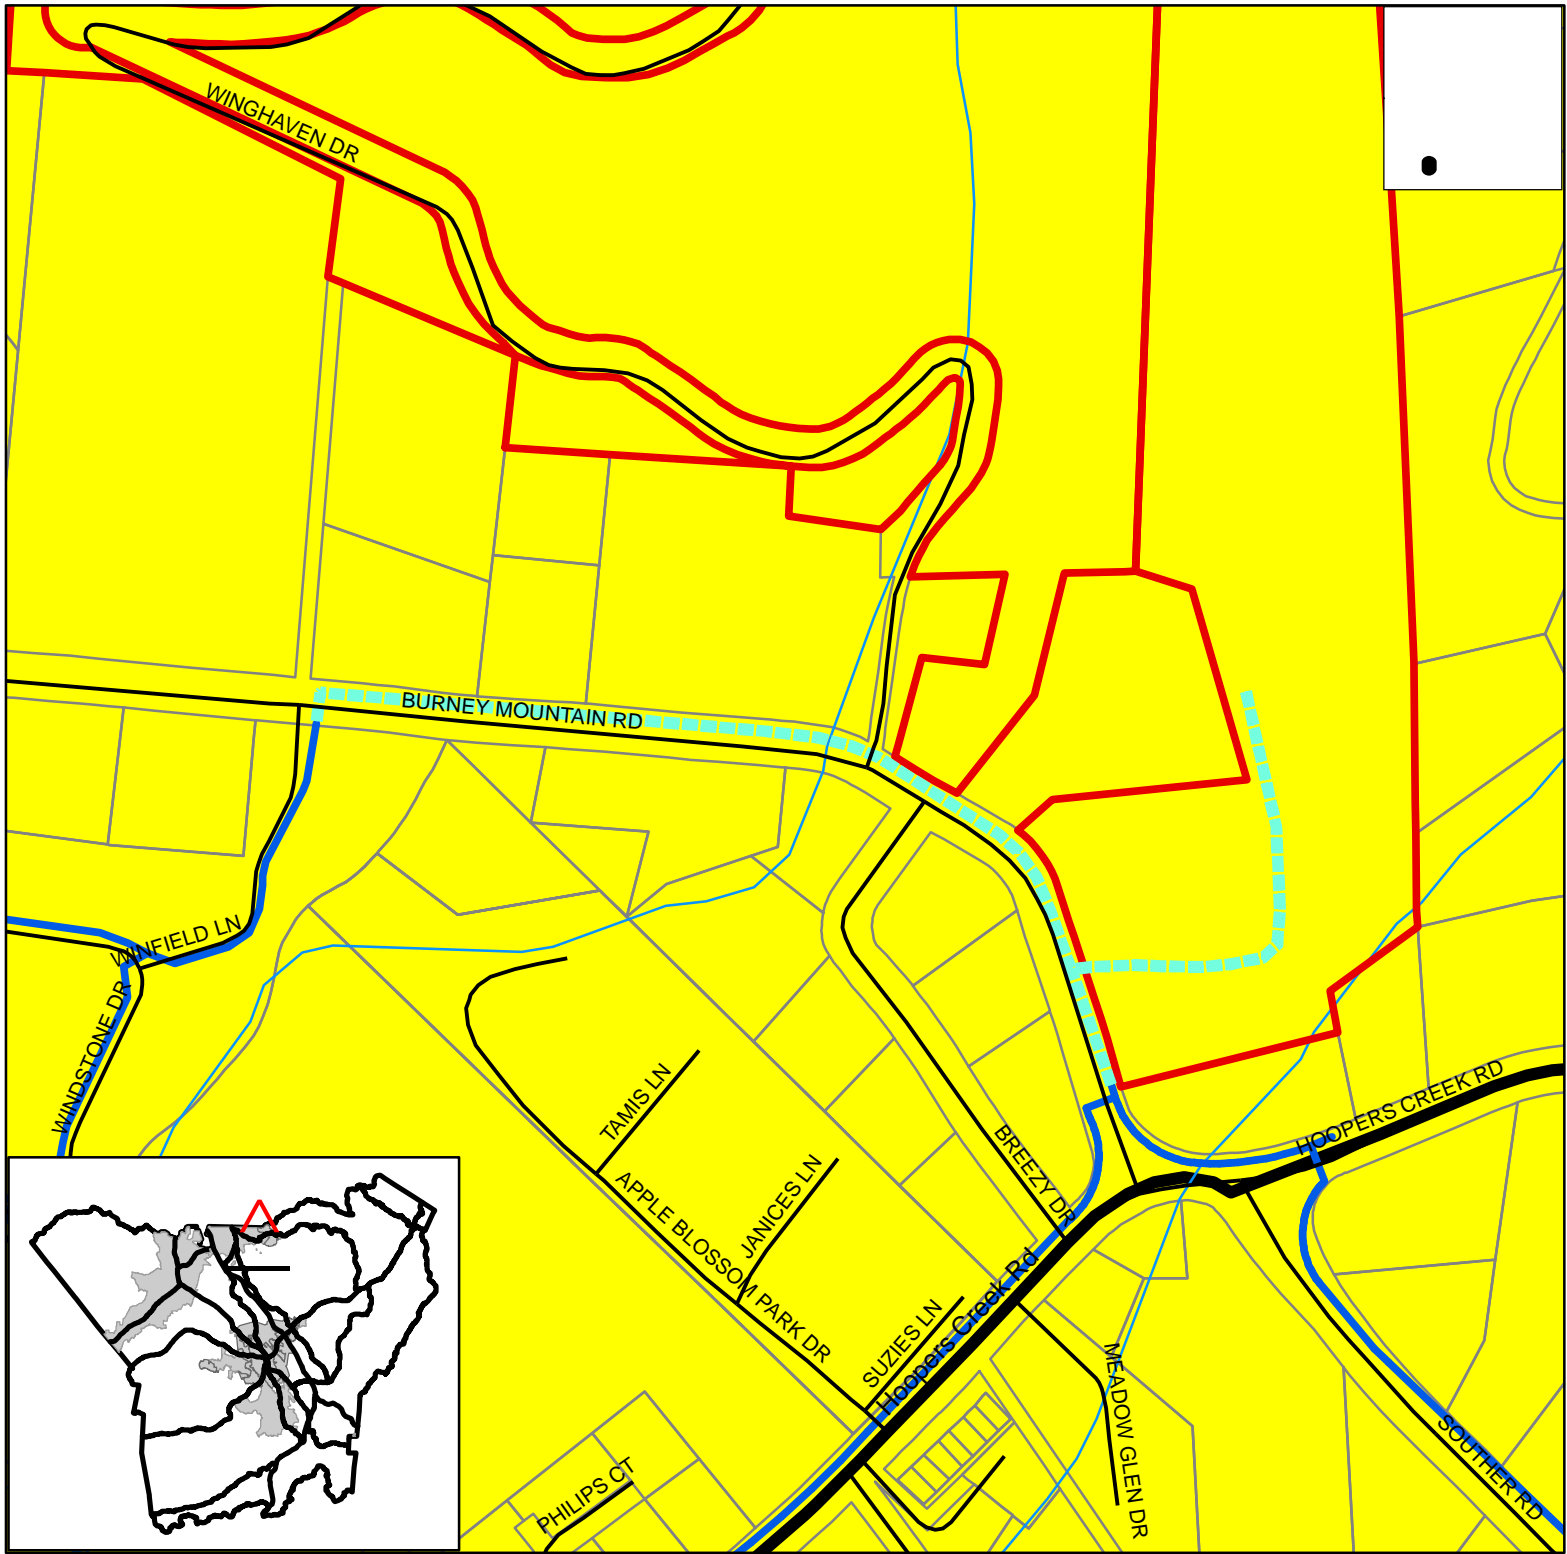 WINGHAVEN DR
BURNEY MOUNTAIN RD
WINFIELD LN
WINDSTONE DR
TAMIS LN
HOOPERS CREEK RD
BREEZY DR
JANICES LN
APPLE BLOSSOM PARK DR
Hoopers Creek Rd
SUZIES LN
MEADOW GLEN DR
SOUTHER RD
PHILIPS CT